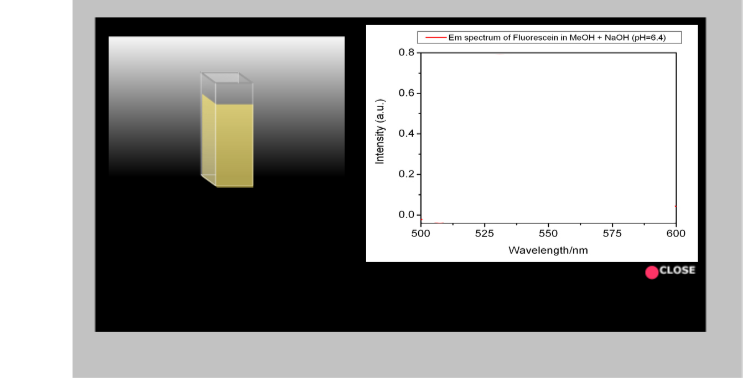 Em spectrum of Fluorescein in MeOH + NaOH (pH=6.4)
0.8
0.6
0.4
0.2
0.0
Intensity (a.u.)
500 525 550 575 600
Wavelength/nm
CLOSE